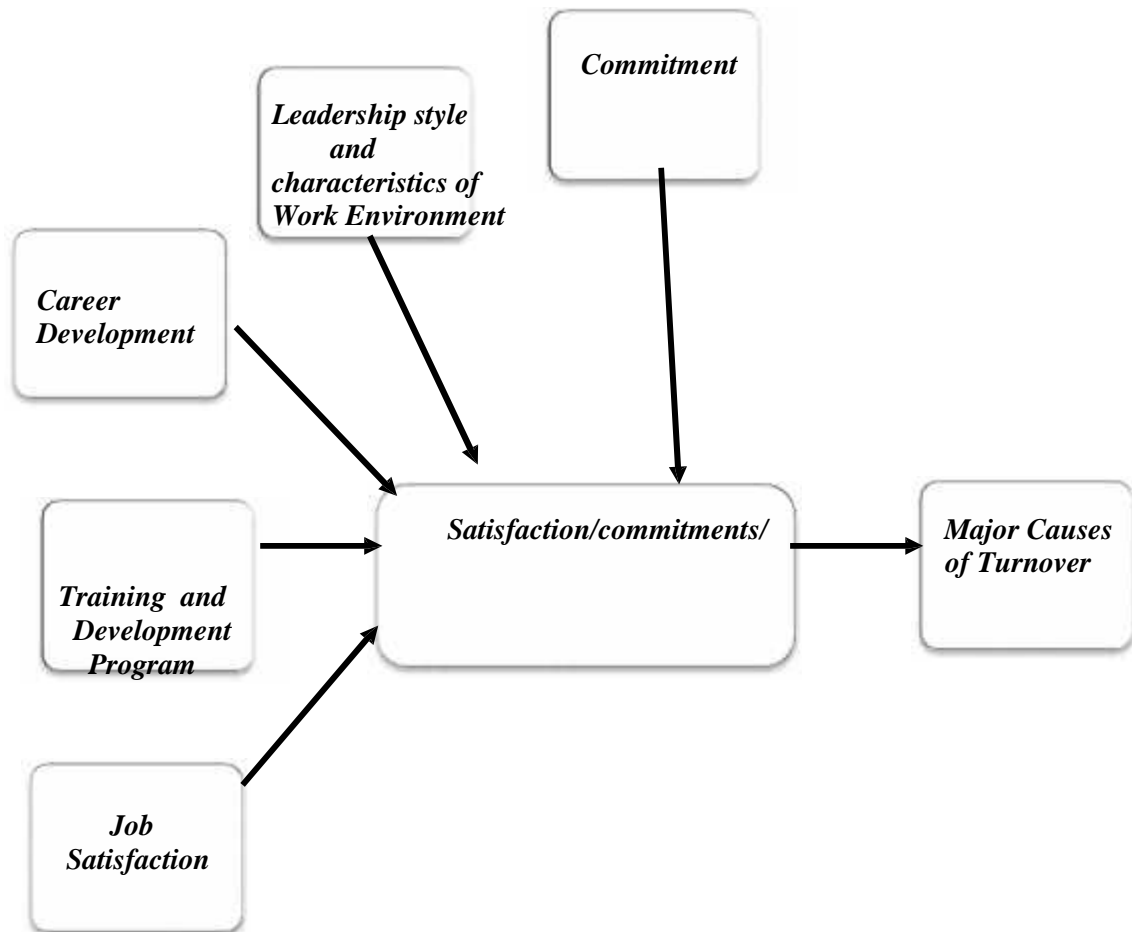 Commitment
Leadership style
and
characteristics of
Work Environment
Career
Development
Satisfaction/commitments/
Major Causes
of Turnover
Training and
Development
Program
Job
Satisfaction